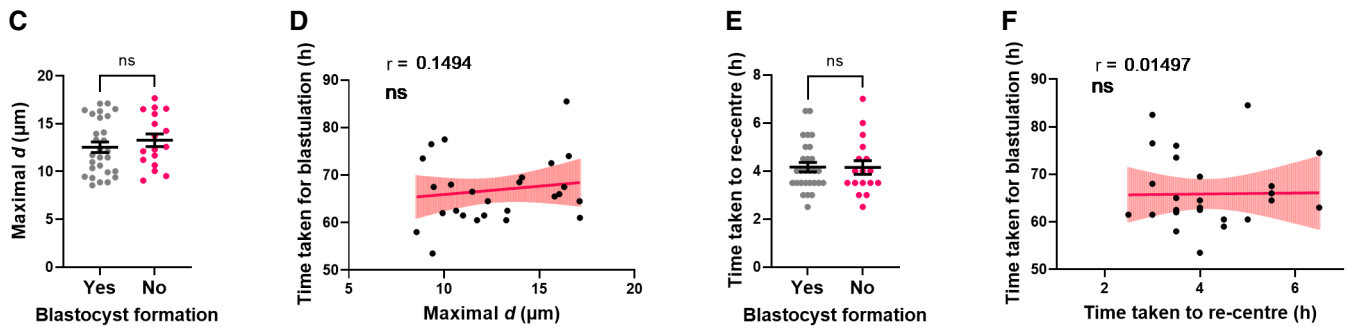 C
ns
Maximal d (μm)
20
15
10
5
0
Yes No
Blastocyst formation
D
r = 0.1494
ns
Time taken for blastulation (h)
90
80
70
60
50
5 10 15 20
Maximal d (μm)
E
ns
Time taken to re-centre (h)
8
6
4
2
0
Yes No
Blastocyst formation
F
r = 0.01497
ns
Time taken for blastulation (h)
90
80
70
60
50
2 4 6
Time taken to re-centre (h)